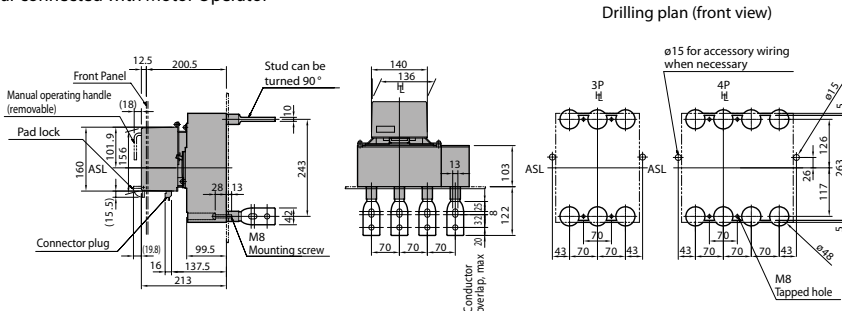 connected with Motor Operator
Drilling plan (front view)
12.5
200.5
Stud can be
turned 90°
Front Panel
Manual operating handle
(removable)
(18)
Pad lock
160
101.9
156
ASL
10
243
28
13
42
(15.5)
M8
Mounting screw
Connector plug
(19.8)
99.5
16
137.5
213
140
136
HL
13
103
25
32
8
122
20
70
70
70
Conductor
overlap, max
ø15 for accessory wiring
when necessary
3P
HL
4P
HL
ø15
ASL
ASL
5
126
263
26
117
5
70
43
70
70
43
70
43
70
70
70
43
ø48
M8
Tapped hole